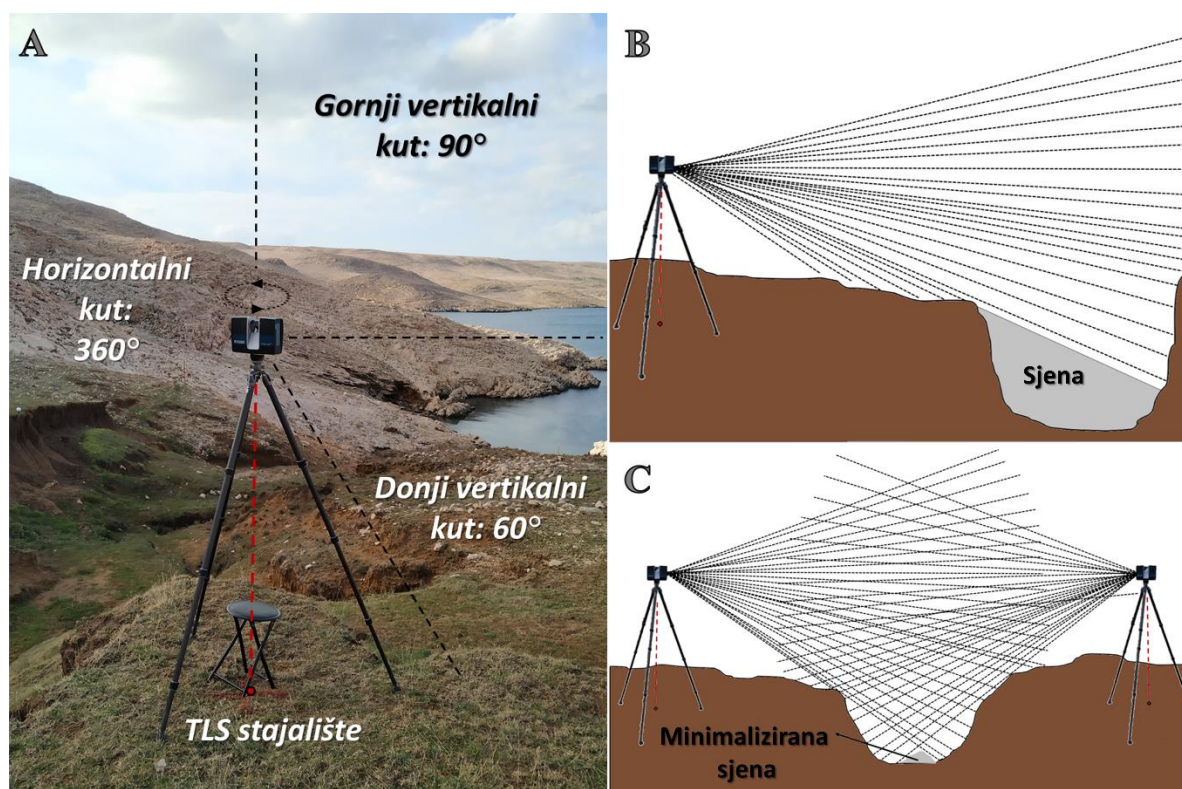 A
Gornji vertikalni
kut: 90°
Horizontalni
kut:
360°
Donji vertikalni
kut: 60°
TLS stajalište
B
Sjena
C
Minimalizirana
sjena